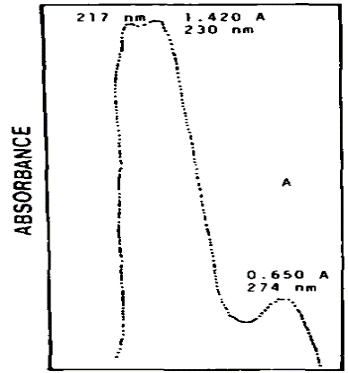 217 nm 1.420 A
230 nm
ABSORBANCE
A
0.650 A
274 nm